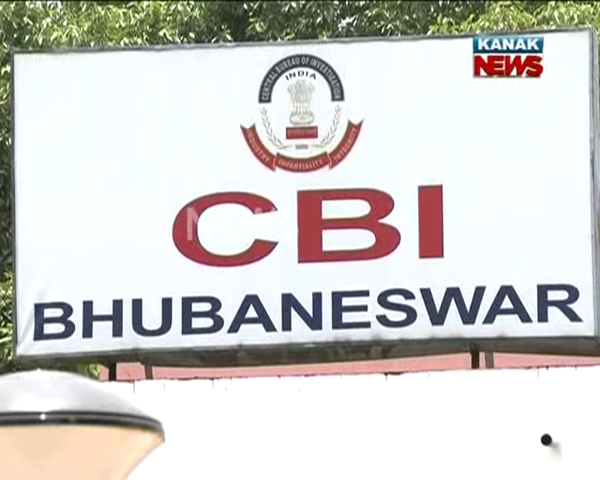 KANAK
NEWS
CENTRAL BUREAU OF INVESTIGATION
INDIA
INDUSTRY IMPARTIALITY INTEGRITY
CBI
BHUBANESWAR